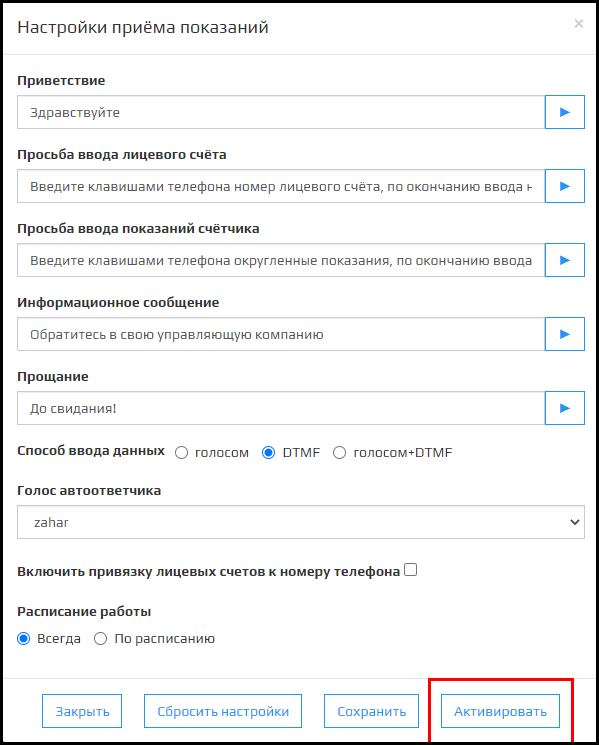 Настройки приёма показаний ×
Приветствие
Здравствуйте
Просьба ввода лицевого счёта
Введите клавишами телефона номер лицевого счёта, по окончанию ввода н
Просьба ввода показаний счётчика
Введите клавишами телефона округленные показания, по окончанию ввода
Информационное сообщение
Обратитесь в свою управляющую компанию
Прощание
До свидания!
Способ ввода данных голосом DTMF голосом+DTMF
Голос автоответчика
zahar
Включить привязку лицевых счетов к номеру телефона
Расписание работы
Всегда По расписанию
Закрыть Сбросить настройки Сохранить Активировать